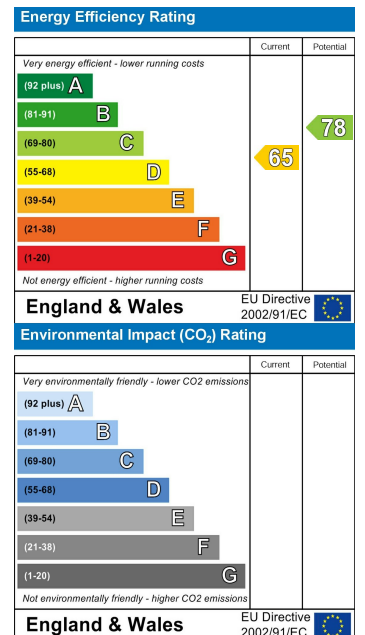 Energy Efficiency Rating
Current Potential
Very energy efficient - lower running costs
(92 plus) A
(81-91) B
(69-80) C
(55-68) D
(39-54) E
(21-38) F
(1-20) G
65
78
Not energy efficient - higher running costs
England & Wales
EU Directive
2002/91/EC
Environmental Impact (CO₂) Rating
Current Potential
Very environmentally friendly - lower CO2 emissions
(92 plus) A
(81-91) B
(69-80) C
(55-68) D
(39-54) E
(21-38) F
(1-20) G
Not environmentally friendly - higher CO2 emissions
England & Wales
EU Directive
2002/91/EC